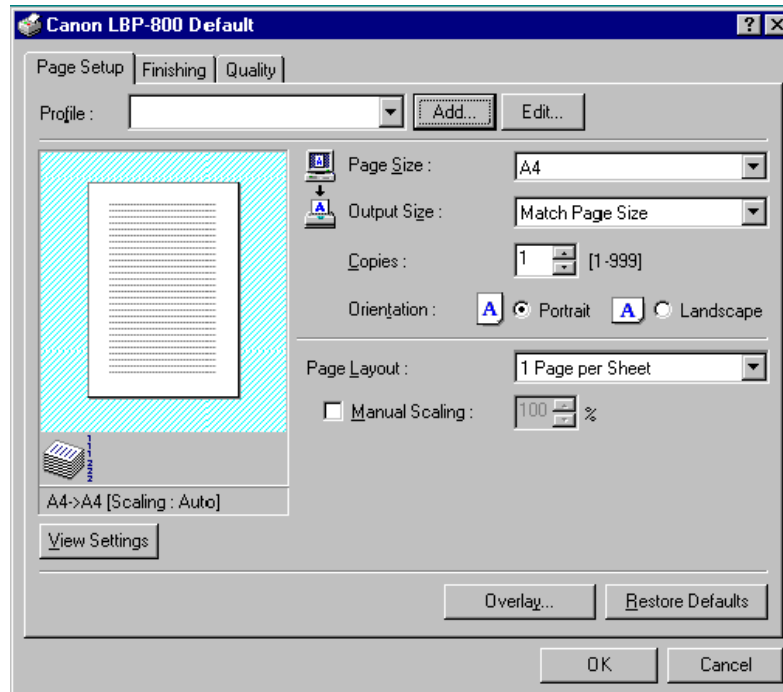 Canon LBP-800 Default
Page Setup Finishing Quality
Profile : Add... Edit...
Page Size : A4
Output Size : Match Page Size
Copies : 1 [1-999]
Orientation : A Portrait A Landscape
Page Layout : 1 Page per Sheet
Manual Scaling : 100 %
A4->A4 [Scaling : Auto]
View Settings
Overlay... Restore Defaults
OK Cancel